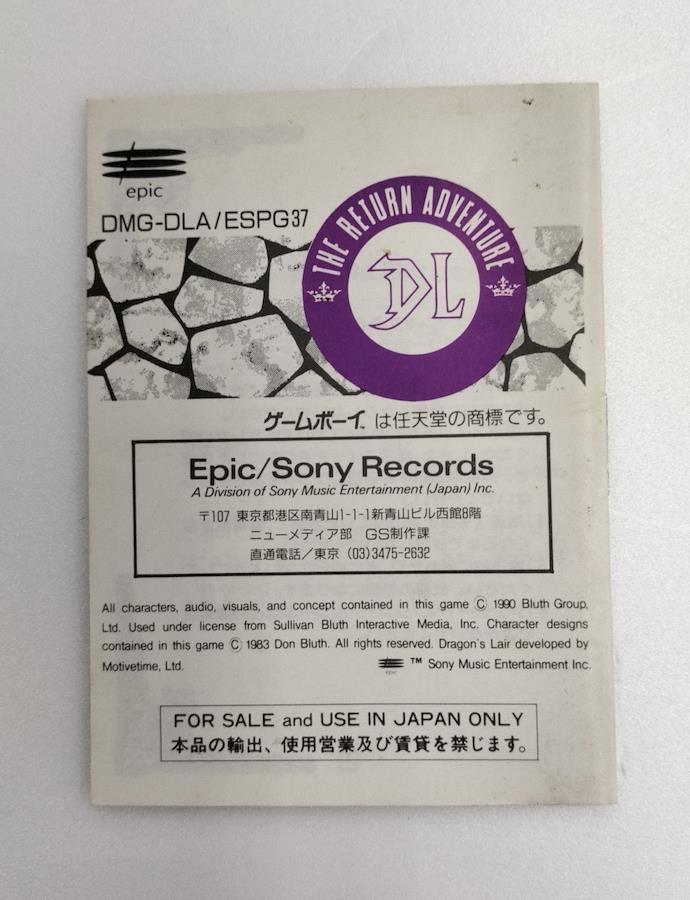 epic
DMG-DLA/ESPG37
THE RETURN ADVENTURE
DL
ゲームボーイ™は任天堂の商標です。
Epic/Sony Records
A Division of Sony Music Entertainment (Japan) Inc.
〒107 東京都港区南青山1-1-1新青山ビル西館8階
ニューメディア部 GS制作課
直通電話／東京 (03)3475-2632
All characters, audio, visuals, and concept contained in this game Ⓒ 1990 Bluth Group,
Ltd. Used under license from Sullivan Bluth Interactive Media, Inc. Character designs
contained in this game Ⓒ 1983 Don Bluth. All rights reserved. Dragon's Lair developed by
Motivetime, Ltd.
epic ™ Sony Music Entertainment Inc.
FOR SALE and USE IN JAPAN ONLY
本品の輸出、使用営業及び賃貸を禁じます。